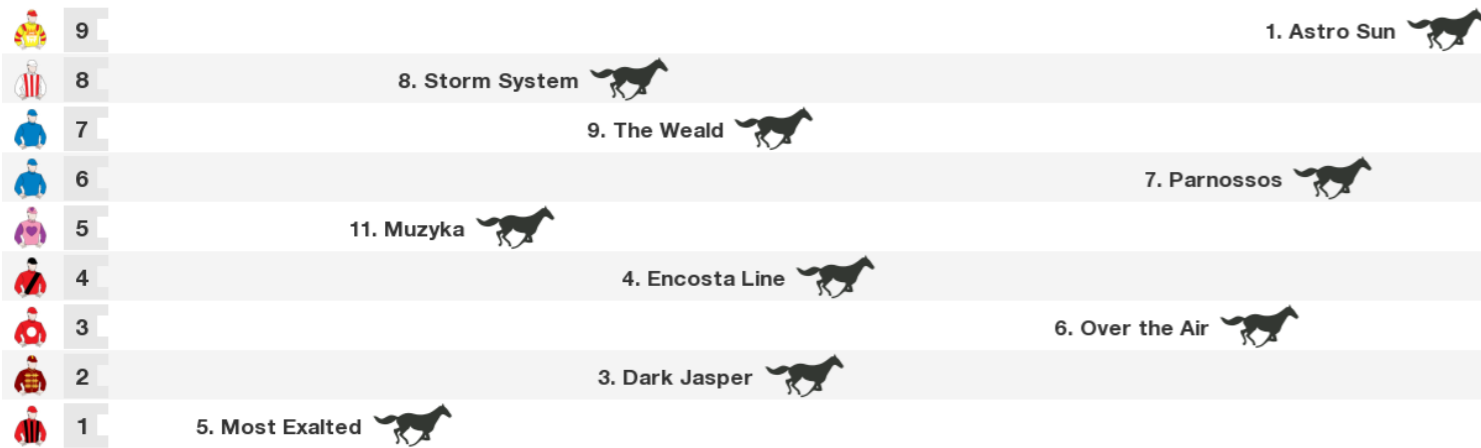 9 1. Astro Sun
8 8. Storm System
7 9. The Weald
6 7. Parnossos
5 11. Muzyka
4 4. Encosta Line
3 6. Over the Air
2 3. Dark Jasper
1 5. Most Exalted